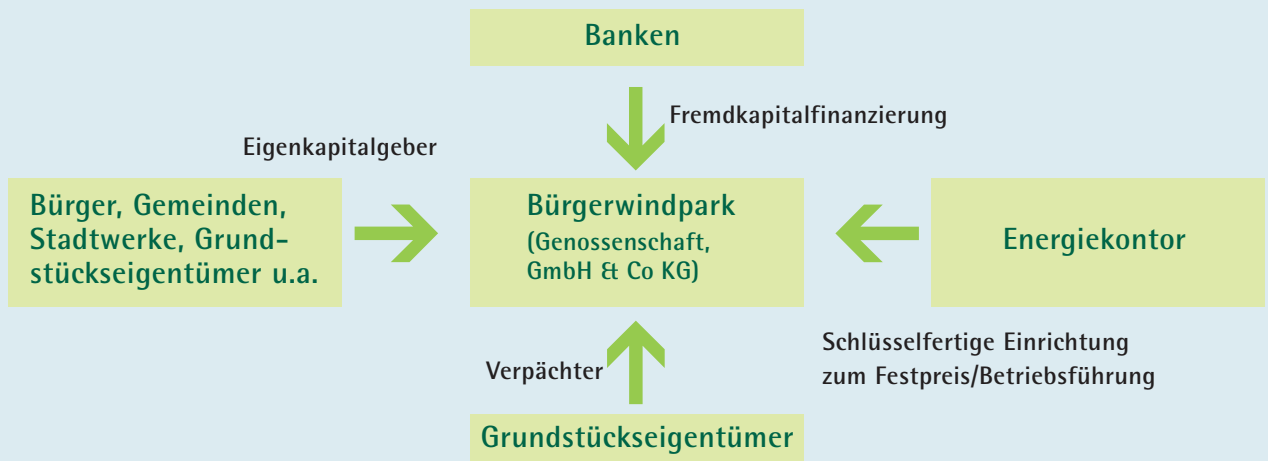 Banken
Fremdkapitalfinanzierung
Eigenkapitalgeber
Bürger, Gemeinden,
Stadtwerke, Grund-
stückseigentümer u.a.
Bürgerwindpark
(Genossenschaft,
GmbH & Co KG)
Energiekontor
Schlüsselfertige Einrichtung
zum Festpreis/Betriebsführung
Verpächter
Grundstückseigentümer